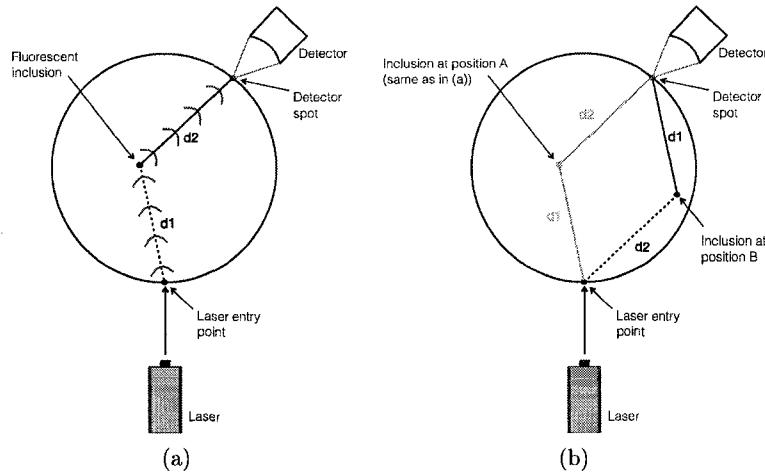 Fluorescent
inclusion
Detector
Detector
spot
d2
d1
Laser entry
point
Laser
(a)
Inclusion at position A
(same as in (a))
Detector
Detector
spot
d2
d1
d1
d2
Inclusion at
position B
Laser entry
point
Laser
(b)